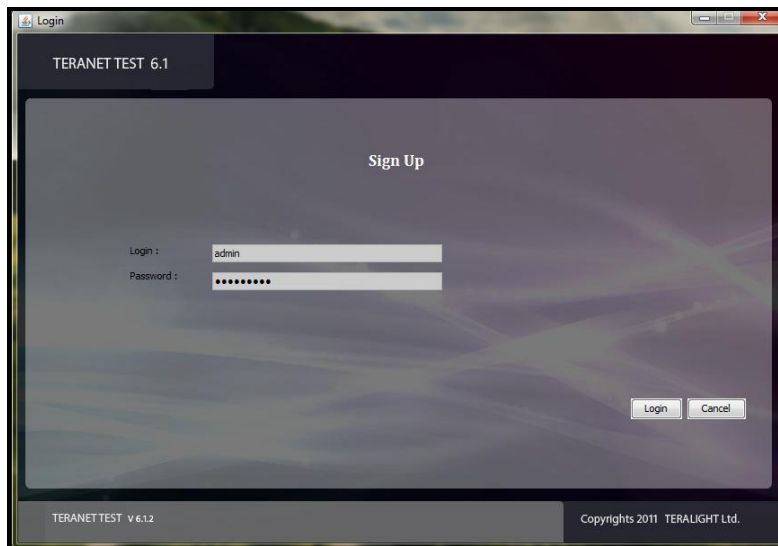 Login
TERANET TEST 6.1
Sign Up
Login :
admin
Password :
•••••••••
Login
Cancel
TERANET TEST V 6.1.2
Copyrights 2011 TERALIGHT Ltd.